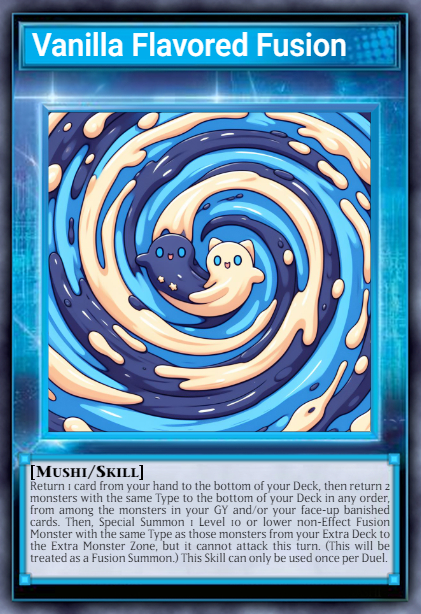 Vanilla Flavored Fusion
[Mushi/Skill]
Return 1 card from your hand to the bottom of your Deck, then return 2
monsters with the same Type to the bottom of your Deck in any order,
from among the monsters in your GY and/or your face-up banished
cards. Then, Special Summon 1 Level 10 or lower non-Effect Fusion
Monster with the same Type as those monsters from your Extra Deck to
the Extra Monster Zone, but it cannot attack this turn. (This will be
treated as a Fusion Summon.) This Skill can only be used once per Duel.